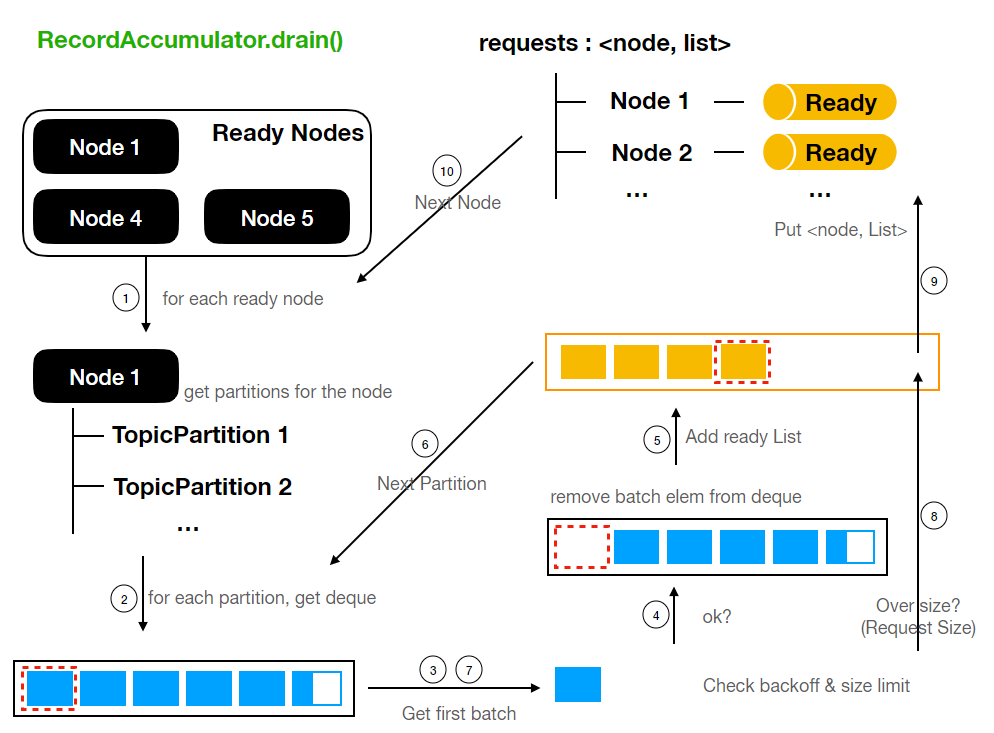 RecordAccumulator.drain()
requests : <node, list>
Ready Nodes
Node 1
Node 4
Node 5
Node 1
Ready
Node 2
Ready
...
...
10
Next Node
Put <node, List>
9
1
for each ready node
Node 1
get partitions for the node
TopicPartition 1
TopicPartition 2
...
6
Next Partition
5
Add ready List
remove batch elem from deque
8
2
for each partition, get deque
4
ok?
Over size?
(Request Size)
3
7
Get first batch
Check backoff & size limit